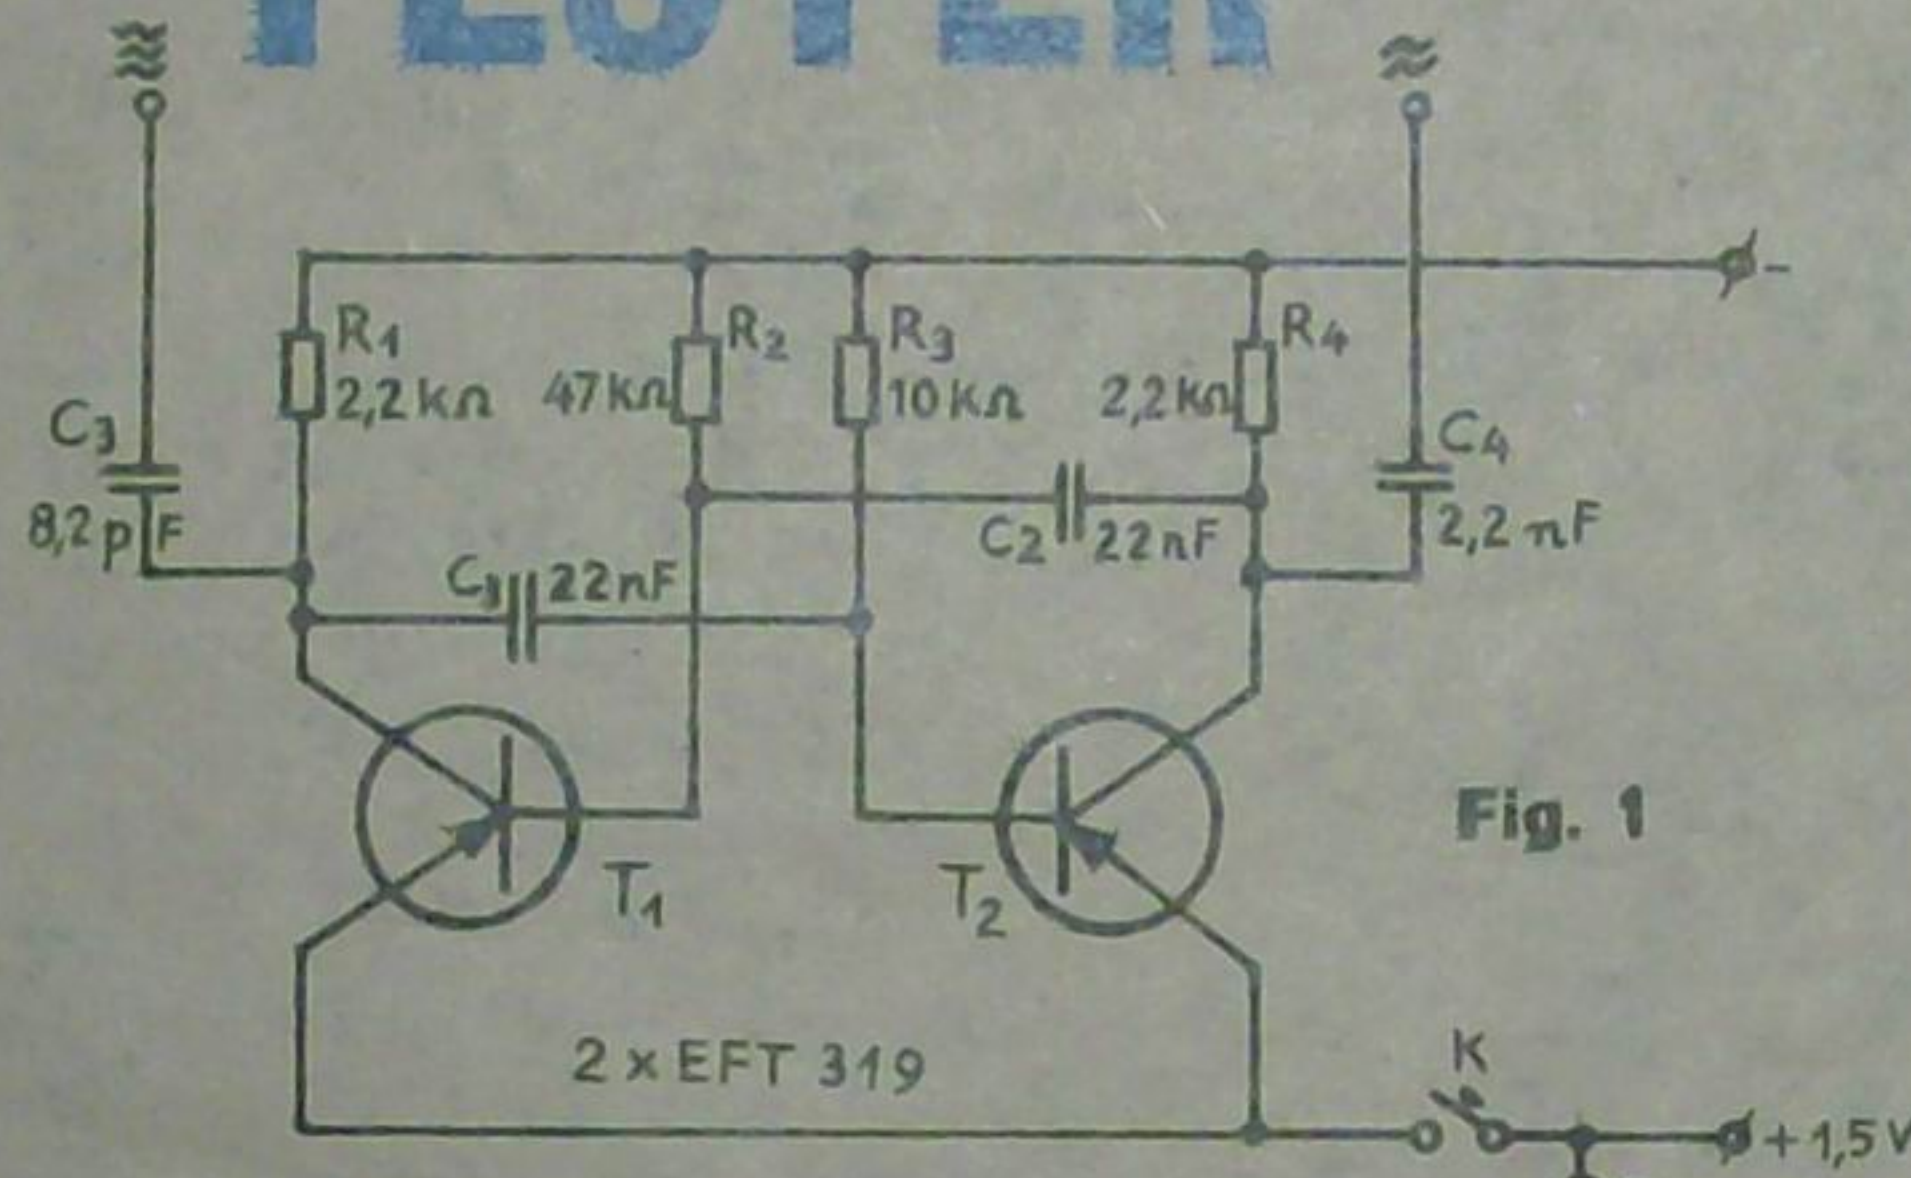 TESTER
R1
2,2kΩ
R2
47kΩ
R3
10kΩ
R4
2,2kΩ
-
C3
8,2pF
C1 22nF
C2 22nF
C4
2,2nF
T1
T2
Fig. 1
2 x EFT 319
K
+1,5V